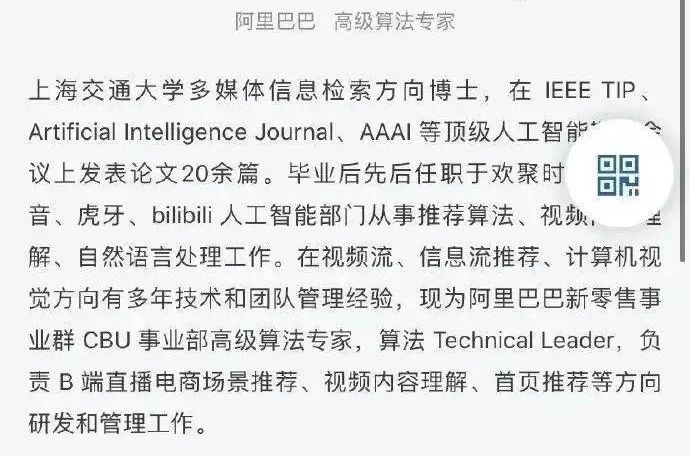 阿里巴巴 高级算法专家
上海交通大学多媒体信息检索方向博士，在 IEEE TIP、
Artificial Intelligence Journal、AAAI 等顶级人工智能 会
议上发表论文20余篇。毕业后先后任职于欢聚时
音、虎牙、bilibili 人工智能部门从事推荐算法、视频 理
解、自然语言处理工作。在视频流、信息流推荐、计算机视
觉方向有多年技术和团队管理经验，现为阿里巴巴新零售事
业群 CBU 事业部高级算法专家，算法 Technical Leader，负
责 B 端直播电商场景推荐、视频内容理解、首页推荐等方向
研发和管理工作。